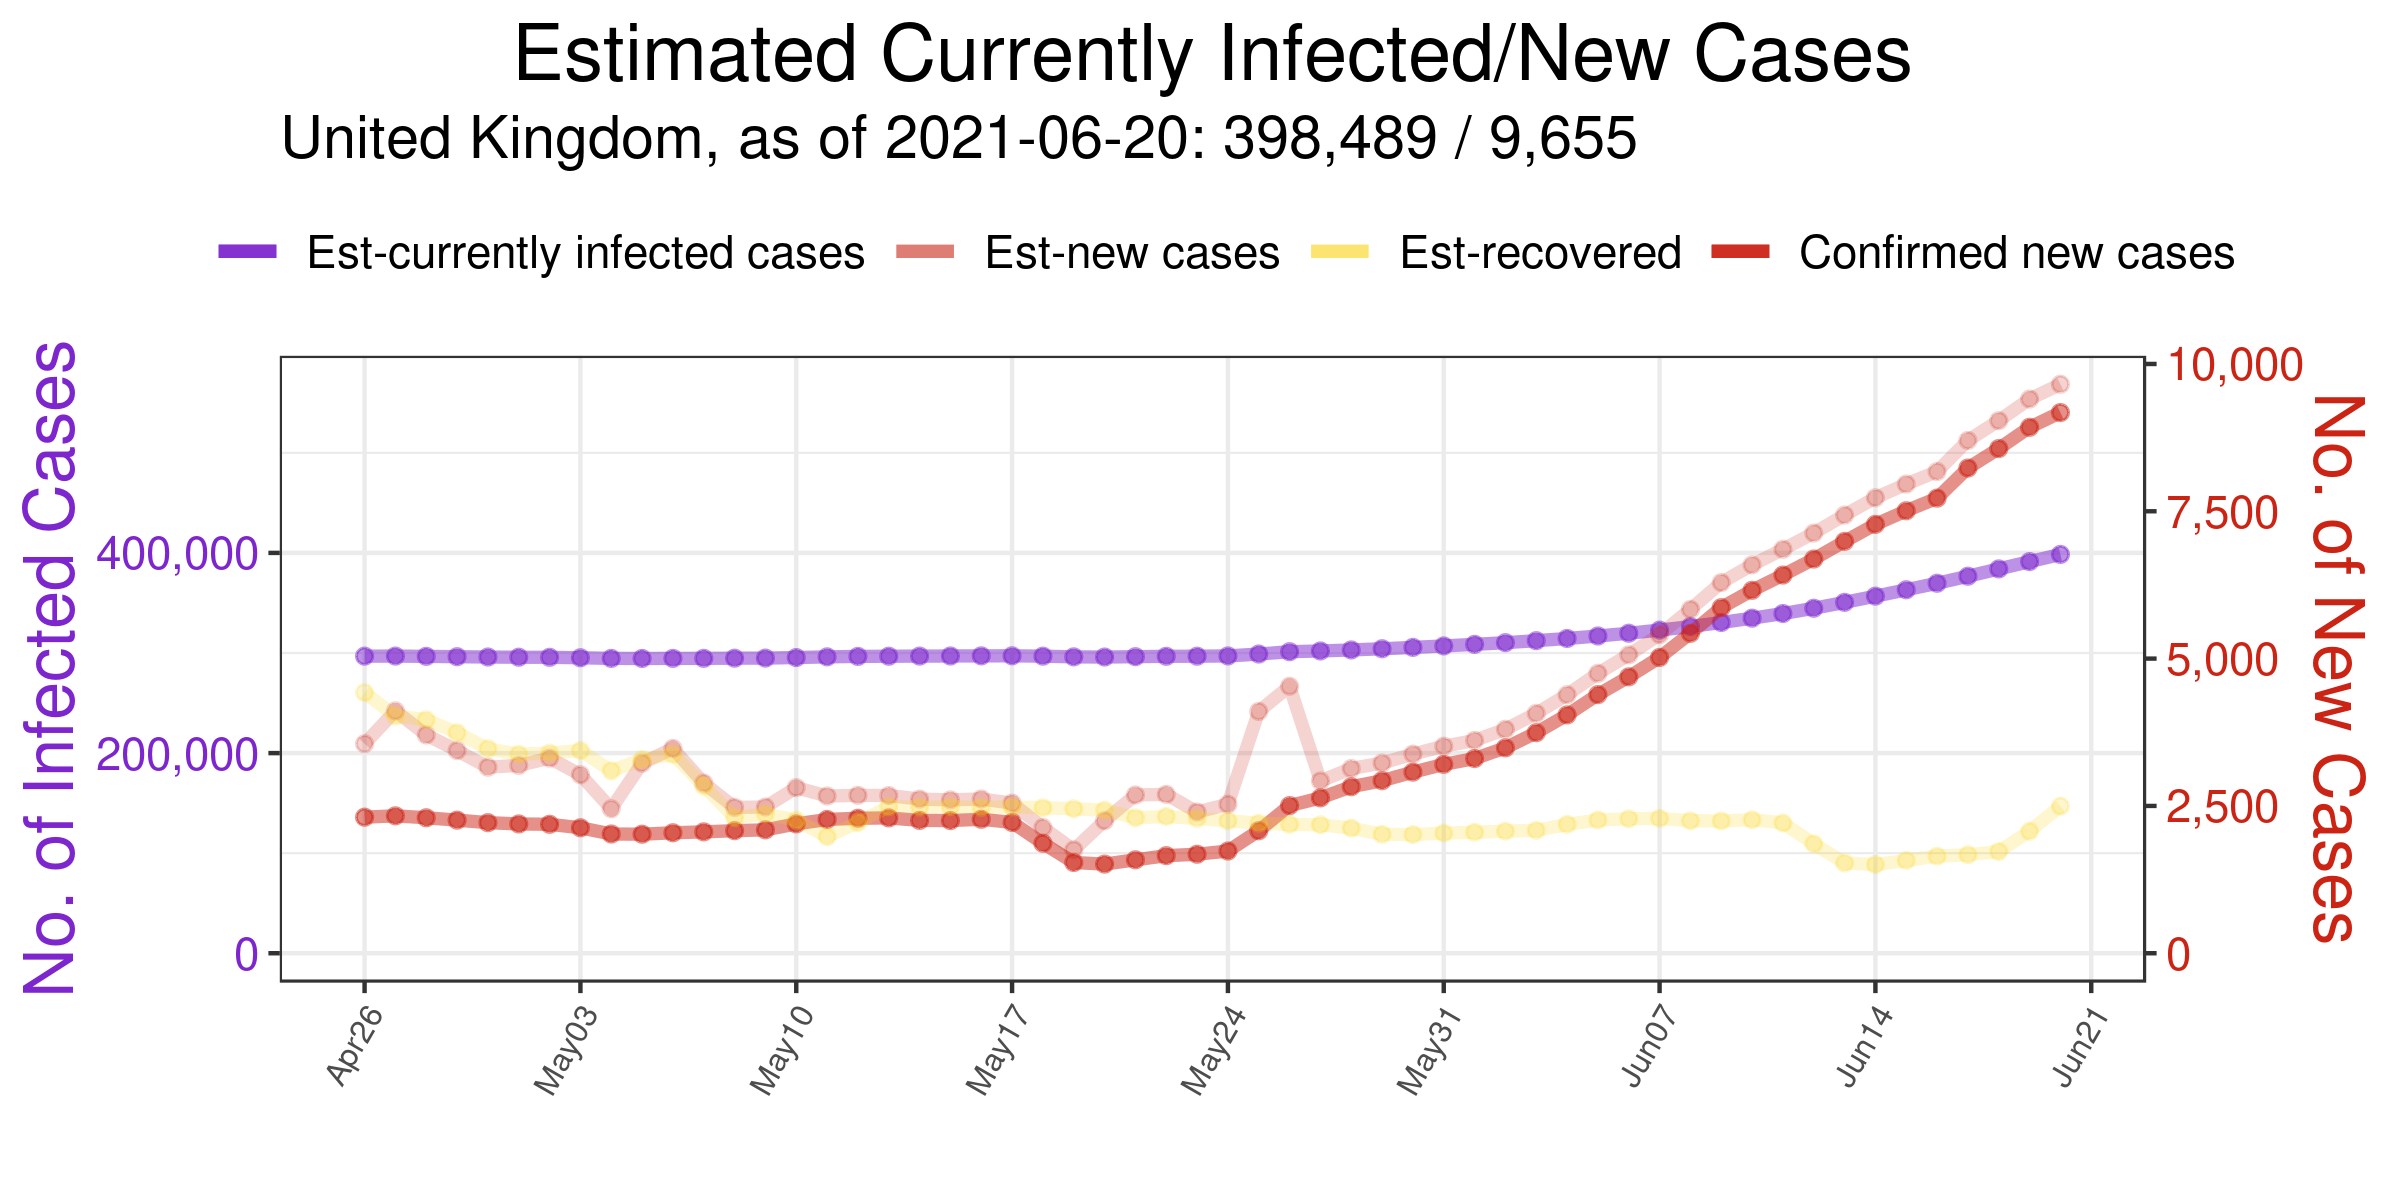 Estimated Currently Infected/New Cases
United Kingdom, as of 2021-06-20: 398,489 / 9,655
Est-currently infected cases Est-new cases Est-recovered Confirmed new cases
No. of Infected Cases
400,000
200,000
0
10,000
7,500
5,000
2,500
0
No. of New Cases
Apr26 May03 May10 May17 May24 May31 Jun07 Jun14 Jun21